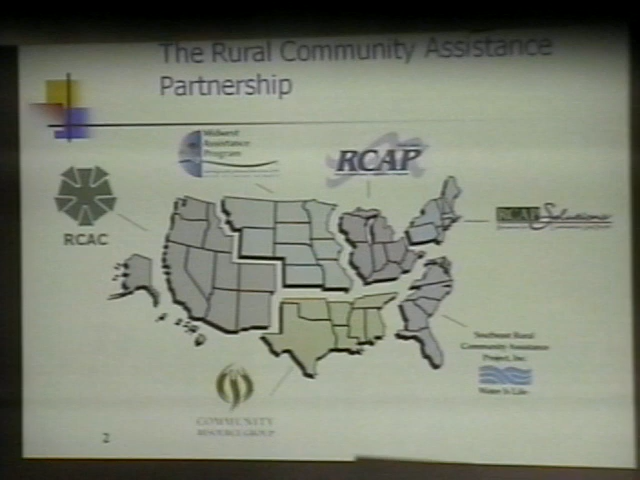 The Rural Community Assistance
Partnership
Midwest
Assistance
Program
RCAP
RCAP Solutions
RCAC
Southeast Rural
Community Assistance
Project, Inc.
Water Is Life
COMMUNITY
RESOURCE GROUP
2